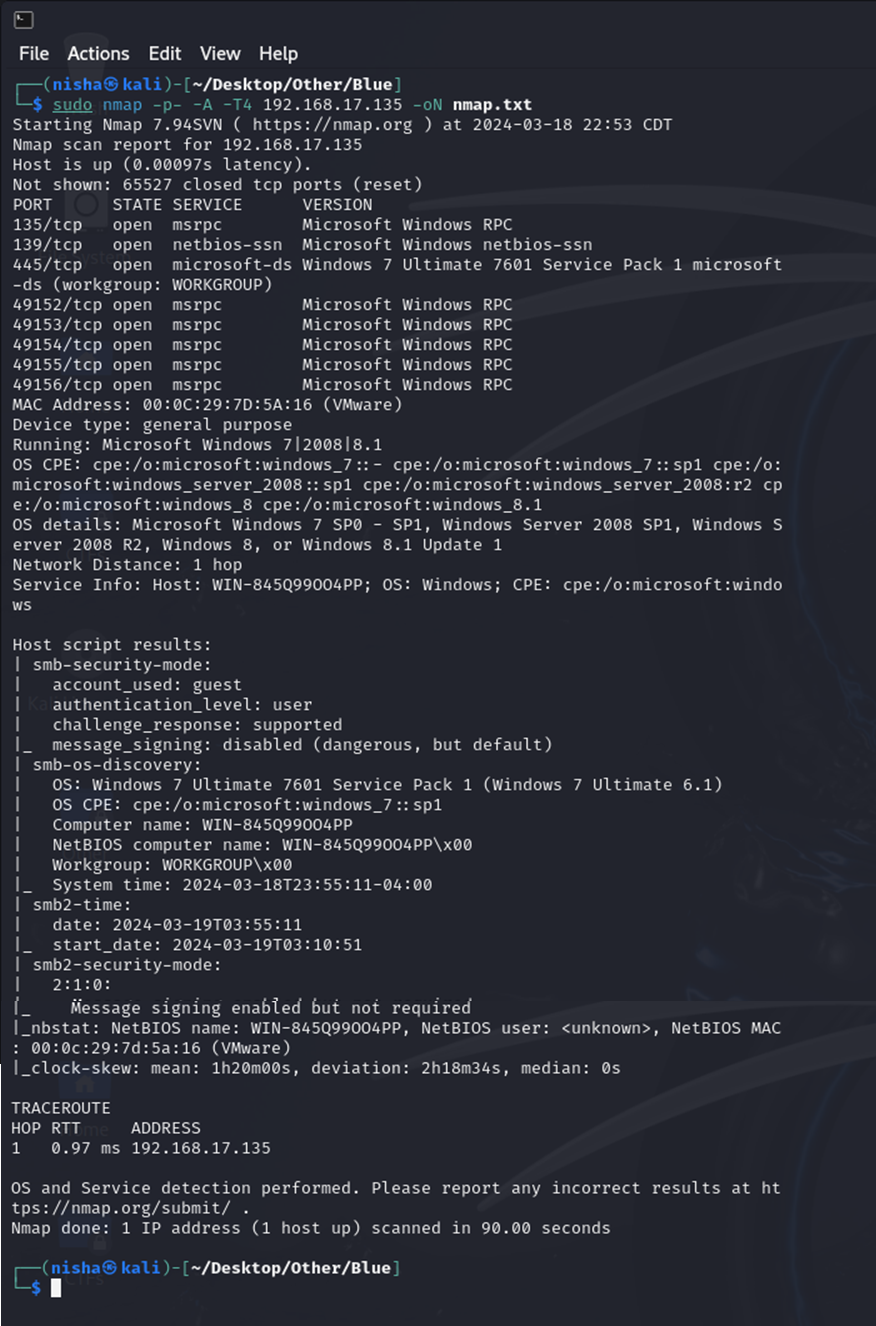 File Actions Edit View Help
┌──(nisha㉿kali)-[~/Desktop/Other/Blue]
└─$ sudo nmap -p- -A -T4 192.168.17.135 -oN nmap.txt
Starting Nmap 7.94SVN ( https://nmap.org ) at 2024-03-18 22:53 CDT
Nmap scan report for 192.168.17.135
Host is up (0.00097s latency).
Not shown: 65527 closed tcp ports (reset)
PORT      STATE SERVICE      VERSION
135/tcp   open  msrpc        Microsoft Windows RPC
139/tcp   open  netbios-ssn  Microsoft Windows netbios-ssn
445/tcp   open  microsoft-ds Windows 7 Ultimate 7601 Service Pack 1 microsoft
-ds (workgroup: WORKGROUP)
49152/tcp open  msrpc        Microsoft Windows RPC
49153/tcp open  msrpc        Microsoft Windows RPC
49154/tcp open  msrpc        Microsoft Windows RPC
49155/tcp open  msrpc        Microsoft Windows RPC
49156/tcp open  msrpc        Microsoft Windows RPC
MAC Address: 00:0C:29:7D:5A:16 (VMware)
Device type: general purpose
Running: Microsoft Windows 7|2008|8.1
OS CPE: cpe:/o:microsoft:windows_7::- cpe:/o:microsoft:windows_7::sp1 cpe:/o:
microsoft:windows_server_2008::sp1 cpe:/o:microsoft:windows_server_2008:r2 cp
e:/o:microsoft:windows_8 cpe:/o:microsoft:windows_8.1
OS details: Microsoft Windows 7 SP0 - SP1, Windows Server 2008 SP1, Windows S
erver 2008 R2, Windows 8, or Windows 8.1 Update 1
Network Distance: 1 hop
Service Info: Host: WIN-845Q99OO4PP; OS: Windows; CPE: cpe:/o:microsoft:windo
ws
Host script results:
| smb-security-mode:
|   account_used: guest
|   authentication_level: user
|   challenge_response: supported
|_  message_signing: disabled (dangerous, but default)
| smb-os-discovery:
|   OS: Windows 7 Ultimate 7601 Service Pack 1 (Windows 7 Ultimate 6.1)
|   OS CPE: cpe:/o:microsoft:windows_7::sp1
|   Computer name: WIN-845Q99OO4PP
|   NetBIOS computer name: WIN-845Q99OO4PP\x00
|   Workgroup: WORKGROUP\x00
|_  System time: 2024-03-18T23:55:11-04:00
| smb2-time:
|   date: 2024-03-19T03:55:11
|_  start_date: 2024-03-19T03:10:51
| smb2-security-mode:
|   2:1:0:
|_    Message signing enabled but not required
|_nbstat: NetBIOS name: WIN-845Q99OO4PP, NetBIOS user: <unknown>, NetBIOS MAC
: 00:0c:29:7d:5a:16 (VMware)
|_clock-skew: mean: 1h20m00s, deviation: 2h18m34s, median: 0s
TRACEROUTE
HOP RTT     ADDRESS
1   0.97 ms 192.168.17.135
OS and Service detection performed. Please report any incorrect results at ht
tps://nmap.org/submit/ .
Nmap done: 1 IP address (1 host up) scanned in 90.00 seconds
┌──(nisha㉿kali)-[~/Desktop/Other/Blue]
└─$